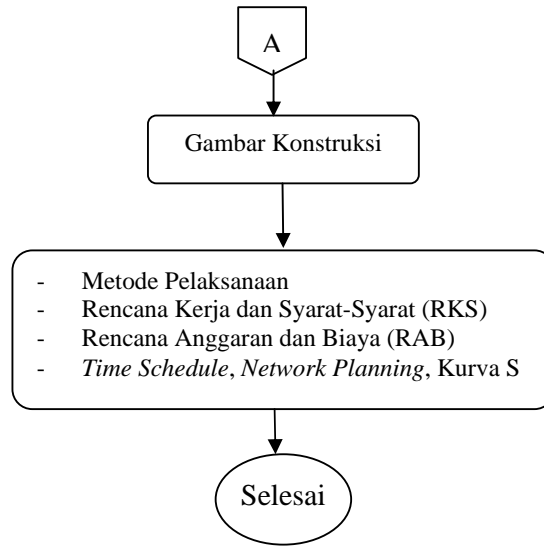 A
Gambar Konstruksi
- Metode Pelaksanaan
- Rencana Kerja dan Syarat-Syarat (RKS)
- Rencana Anggaran dan Biaya (RAB)
- Time Schedule, Network Planning, Kurva S
Selesai